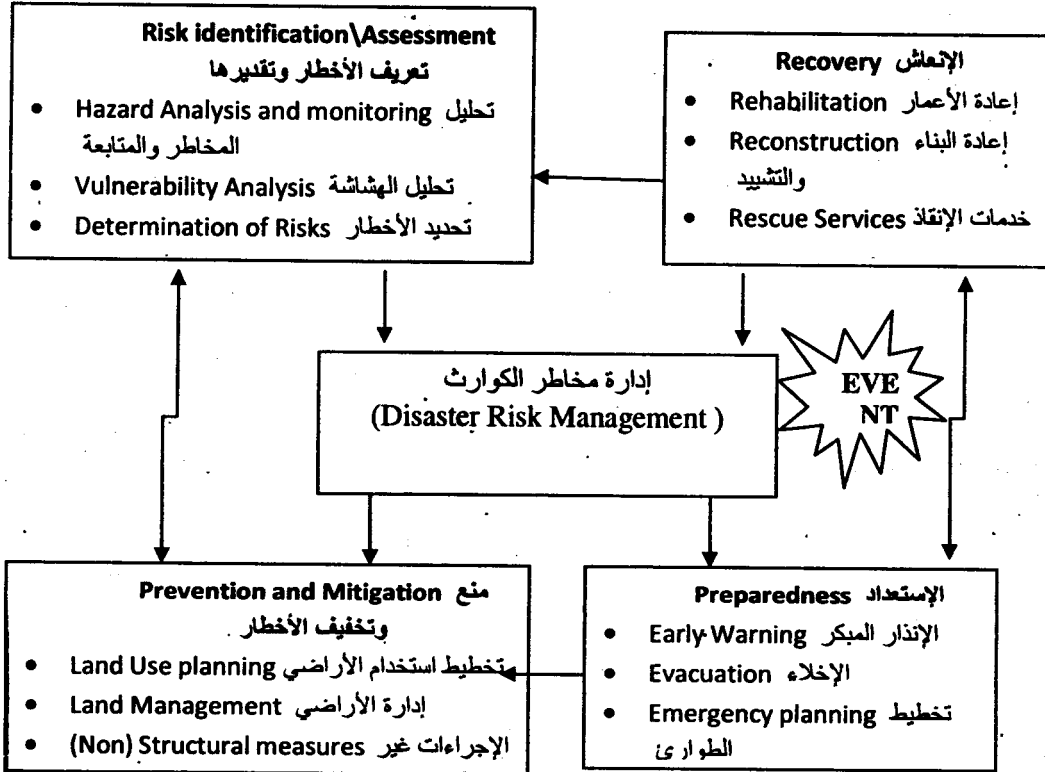 Risk identification\Assessment
تعريف الأخطار وتقديرها
• Hazard Analysis and monitoring تحليل
المخاطر والمتابعة
• Vulnerability Analysis تحليل الهشاشة
• Determination of Risks تحديد الأخطار
Recovery الإنعاش
• Rehabilitation إعادة الأعمار
• Reconstruction إعادة البناء
والتشييد
• Rescue Services خدمات الإنقاذ
إدارة مخاطر الكوارث
(Disaster Risk Management )
EVE
NT
Prevention and Mitigation منع
وتخفيف الأخطار
• Land Use planning تخطيط استخدام الأراضي
• Land Management إدارة الأراضي
• (Non) Structural measures الإجراءات غير
Preparedness الإستعداد
• Early Warning الإنذار المبكر
• Evacuation الإخلاء
• Emergency planning تخطيط
الطوارئ